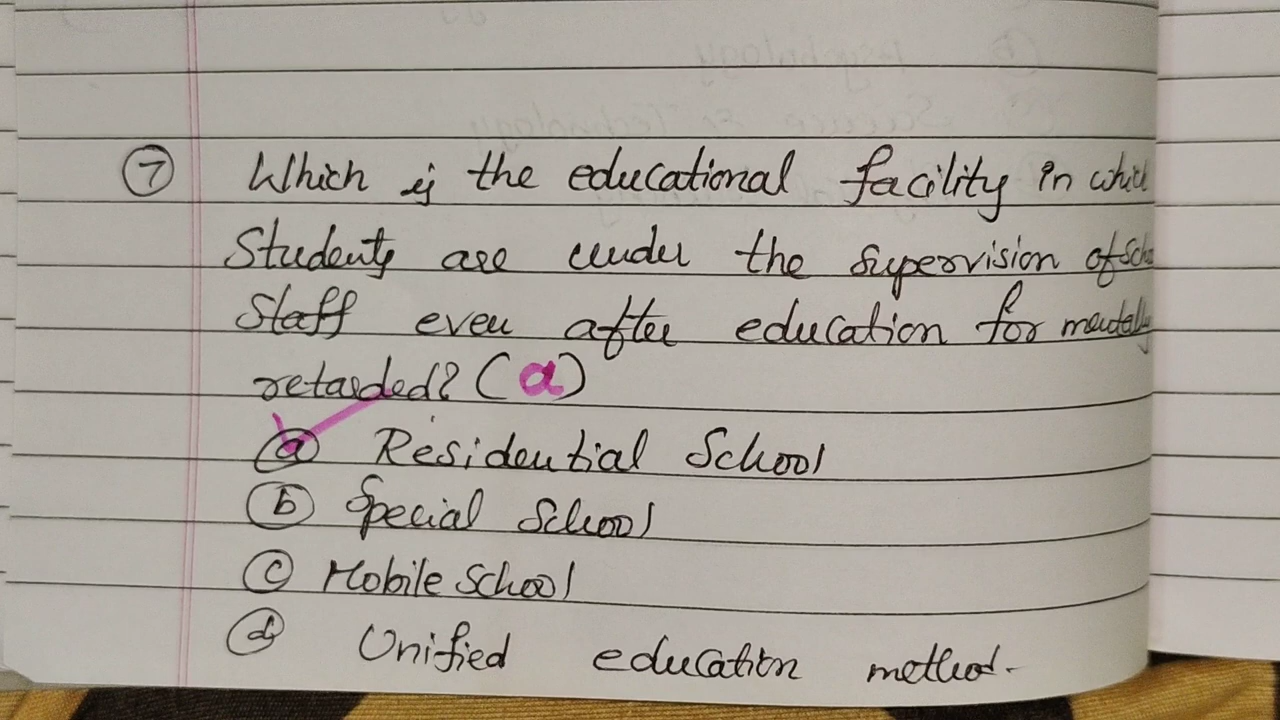 ⑦ Which is the educational facility in which
Students are under the supervision of
Staff even after education for mentally
retarded? (a)
ⓐ Residential School
ⓑ Special School
ⓒ Mobile School
ⓓ Unified education method.